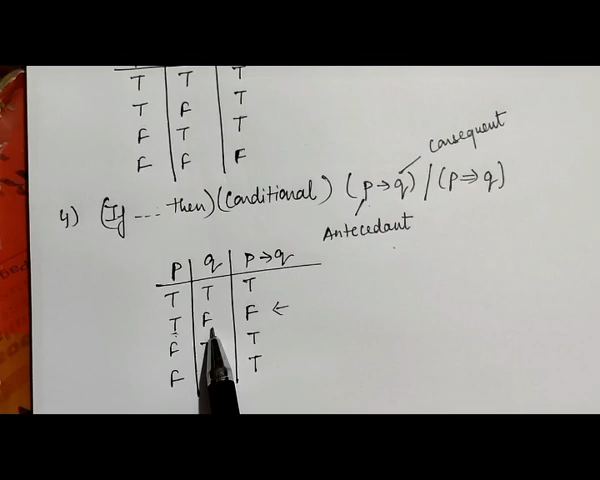 T T T
T F T
F T T
F F F
consequent
4) (If --- then) (Conditional) (p → q) / (p ⇒ q)
Antecedant
P q P → q
T T T
T F F ←
F T T
F T